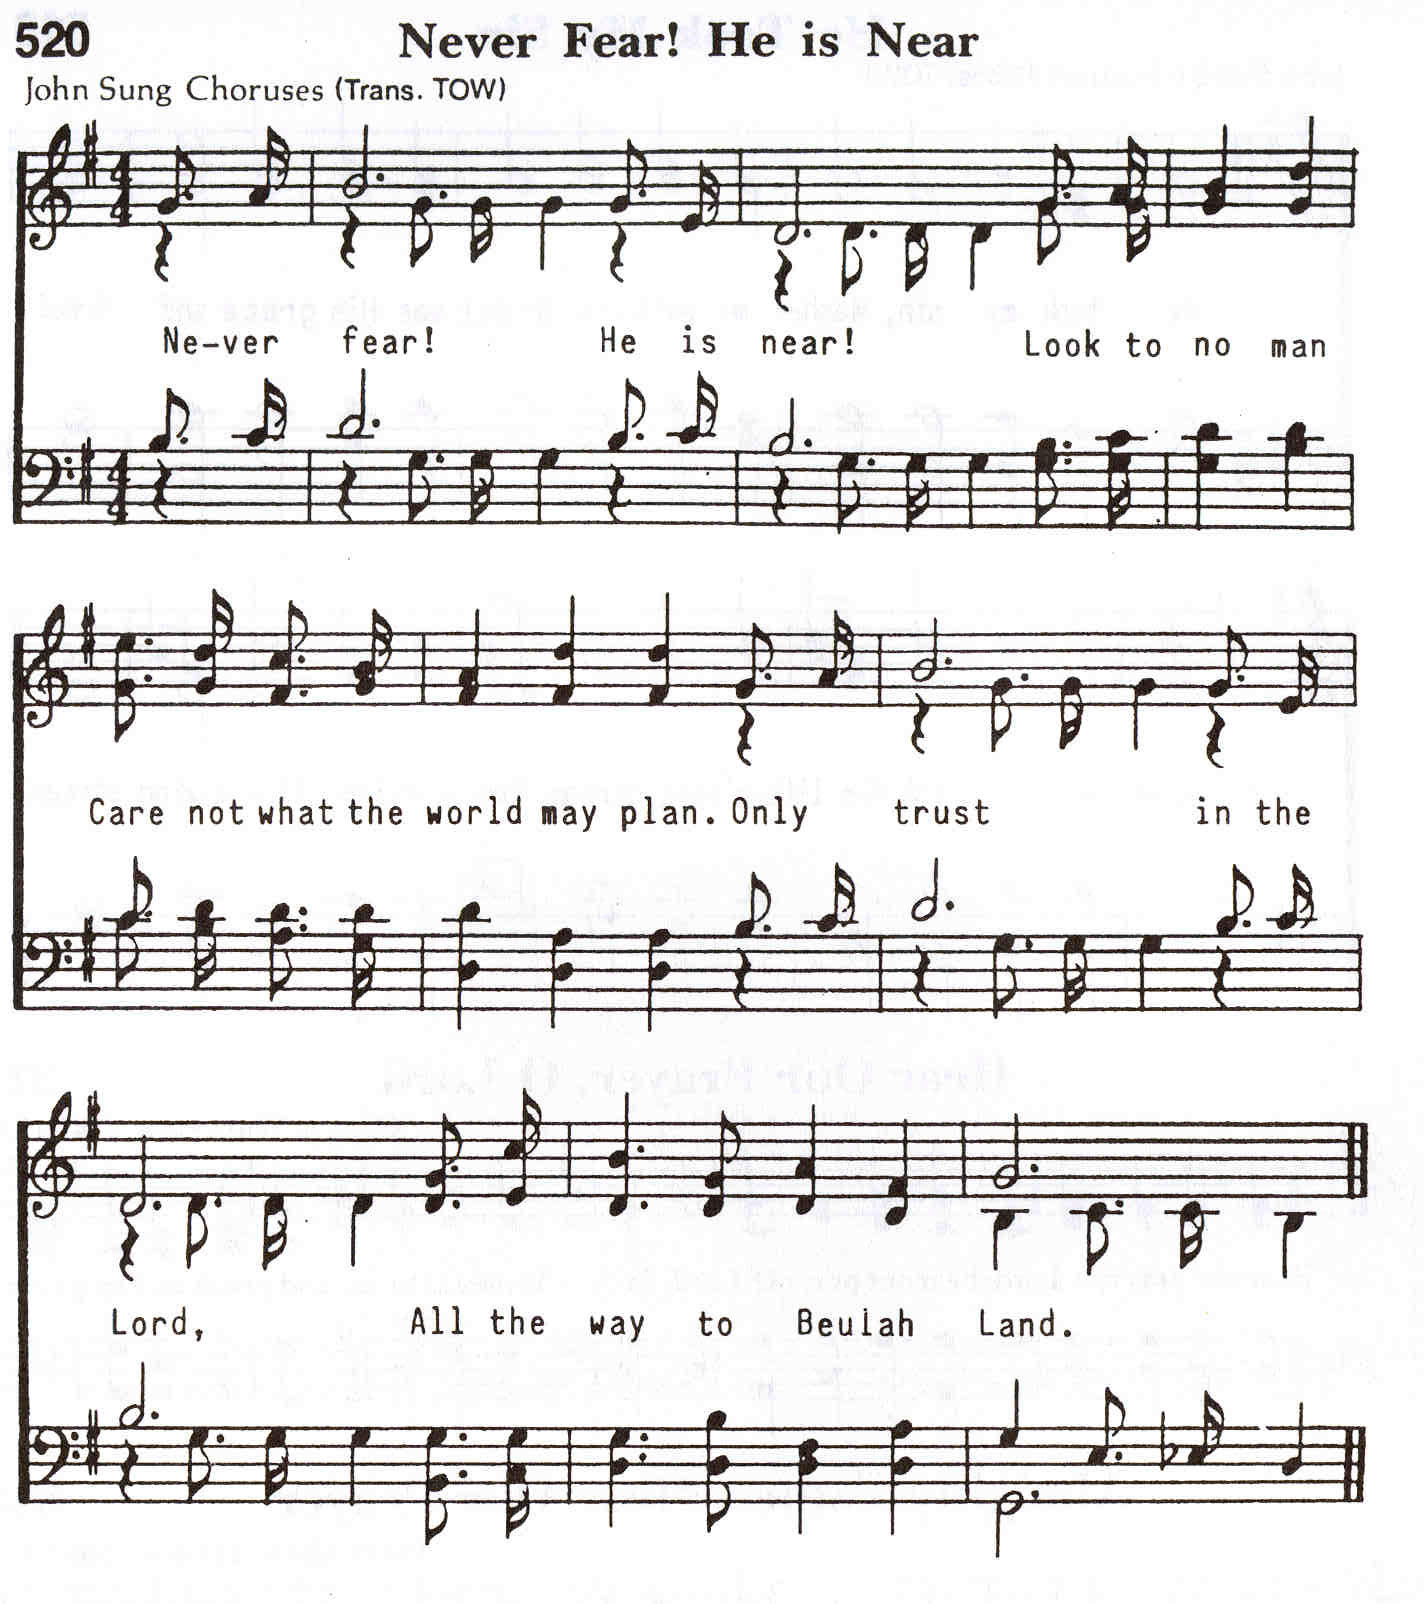 520 Never Fear! He is Near
John Sung Choruses (Trans. TOW)
Ne-ver fear! He is near! Look to no man
Care not what the world may plan. Only trust in the
Lord, All the way to Beulah Land.